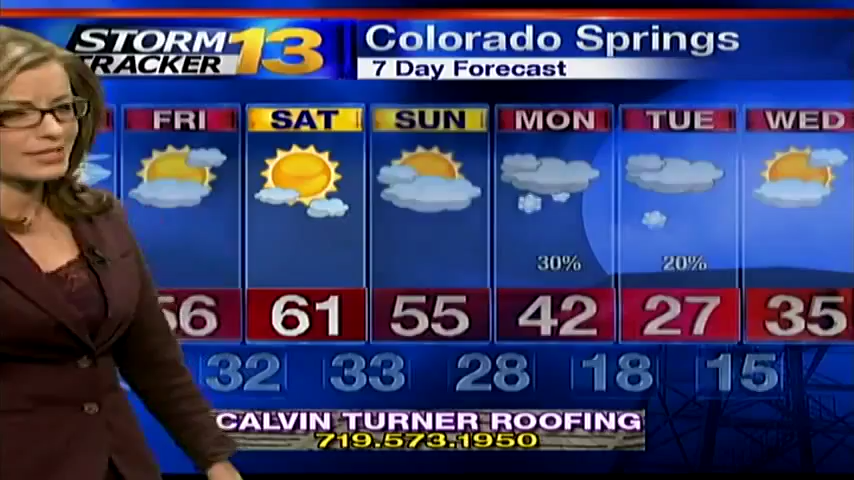 STORM
TRACKER
13
Colorado Springs
7 Day Forecast
FRI SAT SUN MON TUE WED
30% 20%
56 61 55 42 27 35
32 33 28 18 15
CALVIN TURNER ROOFING
719.573.1950